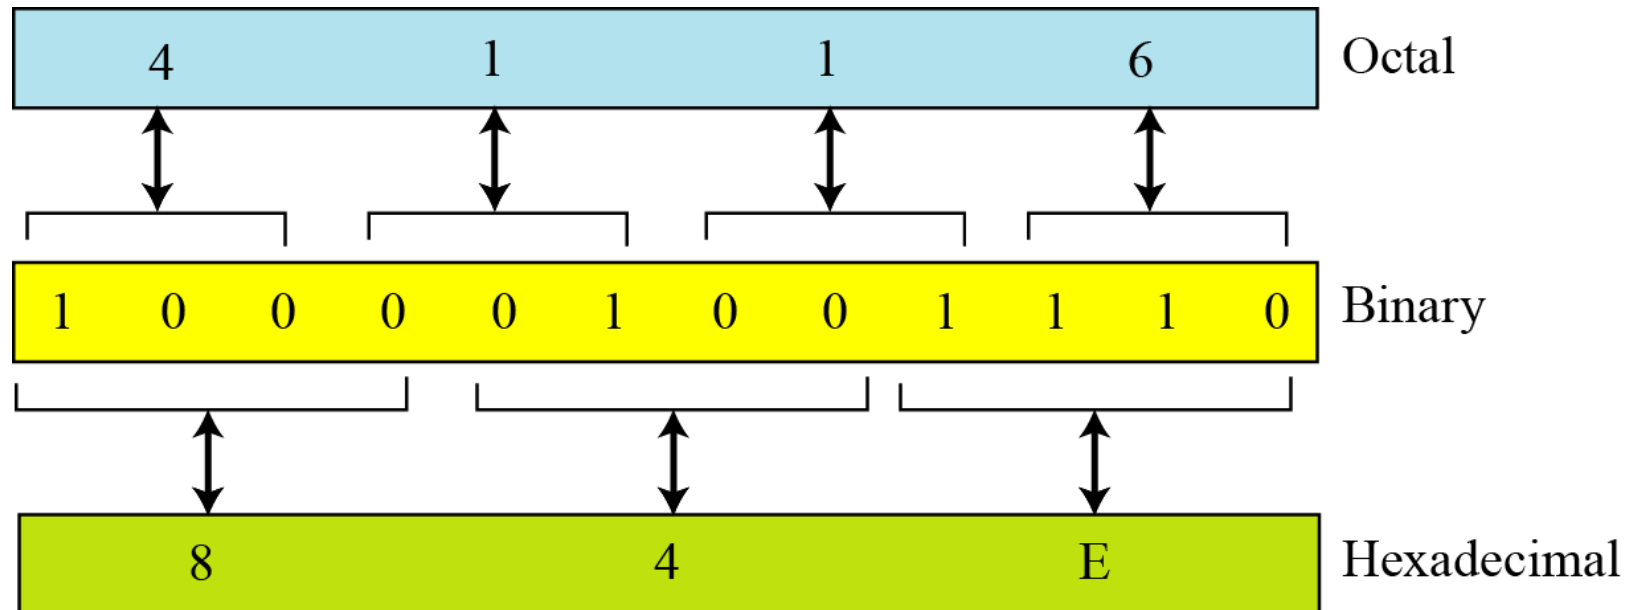 4 1 1 6 Octal
1 0 0 0 0 1 0 0 1 1 1 0 Binary
8 4 E Hexadecimal